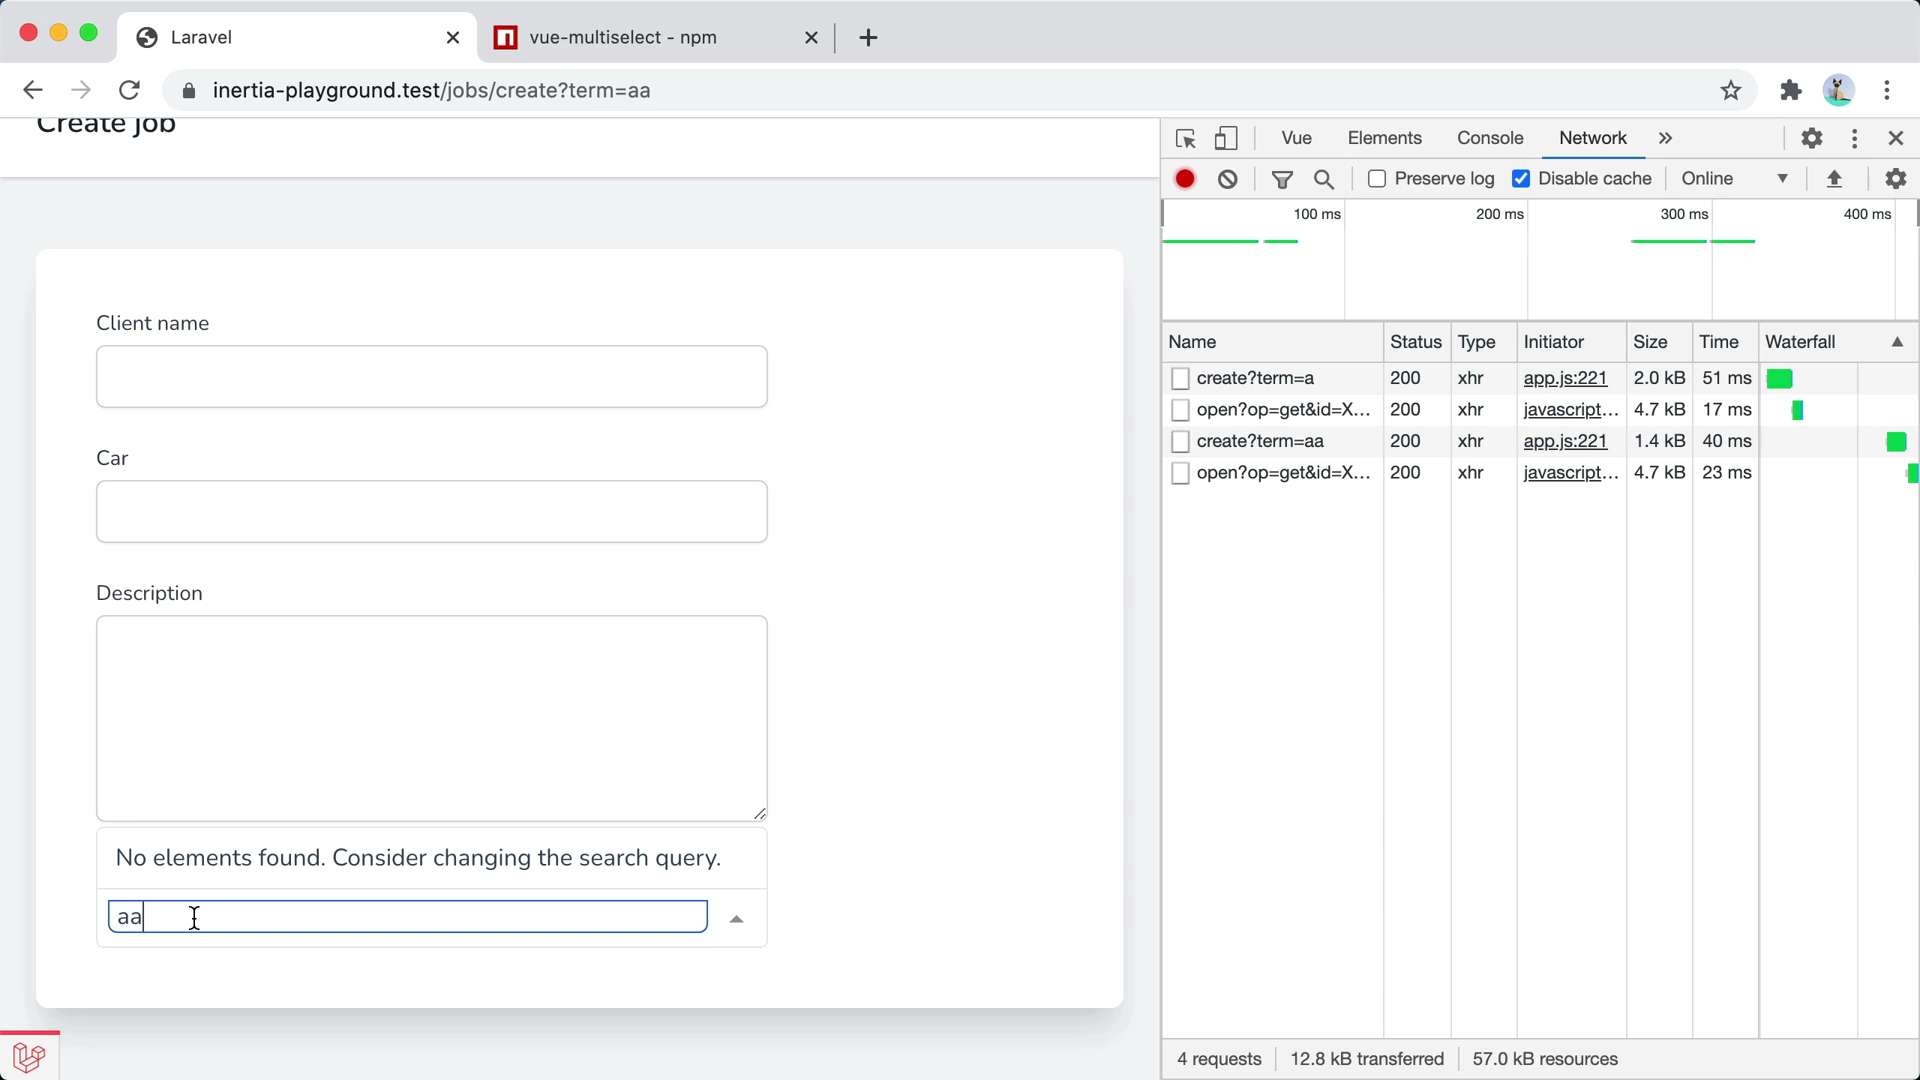 Laravel
vue-multiselect - npm
inertia-playground.test/jobs/create?term=aa
Create job
Client name
Car
Description
No elements found. Consider changing the search query.
aa
Vue Elements Console Network
Preserve log Disable cache Online
100 ms 200 ms 300 ms 400 ms
Name Status Type Initiator Size Time Waterfall
create?term=a 200 xhr app.js:221 2.0 kB 51 ms
open?op=get&id=X... 200 xhr javascript... 4.7 kB 17 ms
create?term=aa 200 xhr app.js:221 1.4 kB 40 ms
open?op=get&id=X... 200 xhr javascript... 4.7 kB 23 ms
4 requests 12.8 kB transferred 57.0 kB resources